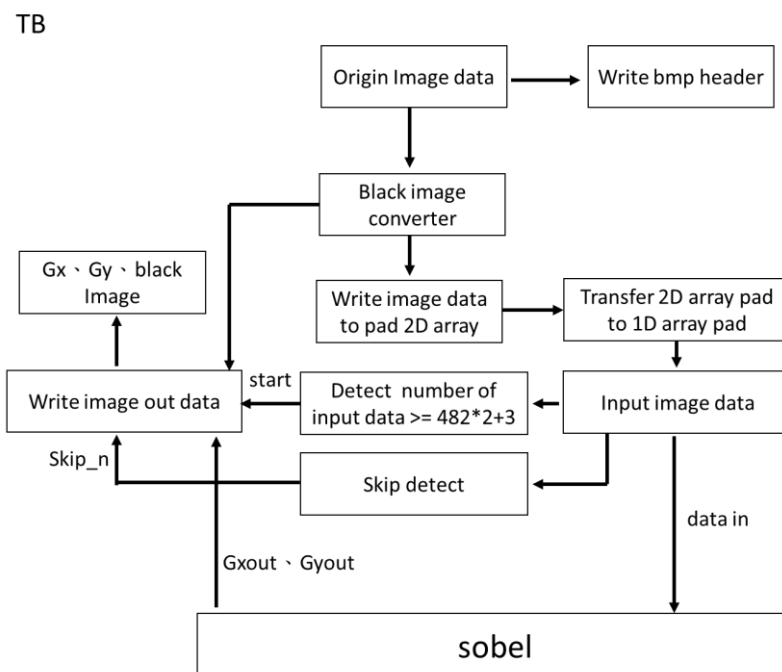 TB
Origin Image data
Write bmp header
Black image
converter
Gx、Gy、black
Image
Write image data
to pad 2D array
Transfer 2D array pad
to 1D array pad
start
Write image out data
Detect number of
input data >= 482*2+3
Input image data
Skip_n
Skip detect
data in
Gxout、Gyout
sobel